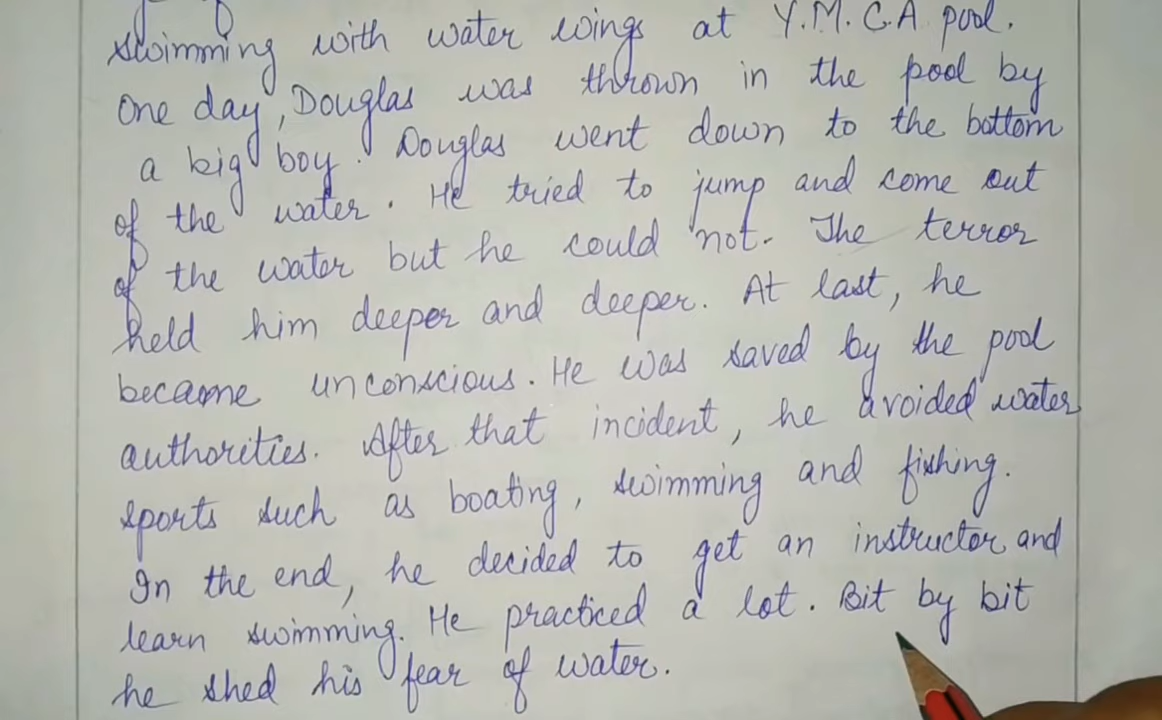 swimming with water wings at Y.M.C.A pool.
One day, Douglas was thrown in the pool by
a big boy. Douglas went down to the bottom
of the water. He tried to jump and come out
of the water but he could not. The terror
held him deeper and deeper. At last, he
became unconscious. He was saved by the pool
authorities. After that incident, he avoided water
sports such as boating, swimming and fishing.
In the end, he decided to get an instructor and
learn swimming. He practiced a lot. Bit by bit
he shed his fear of water.